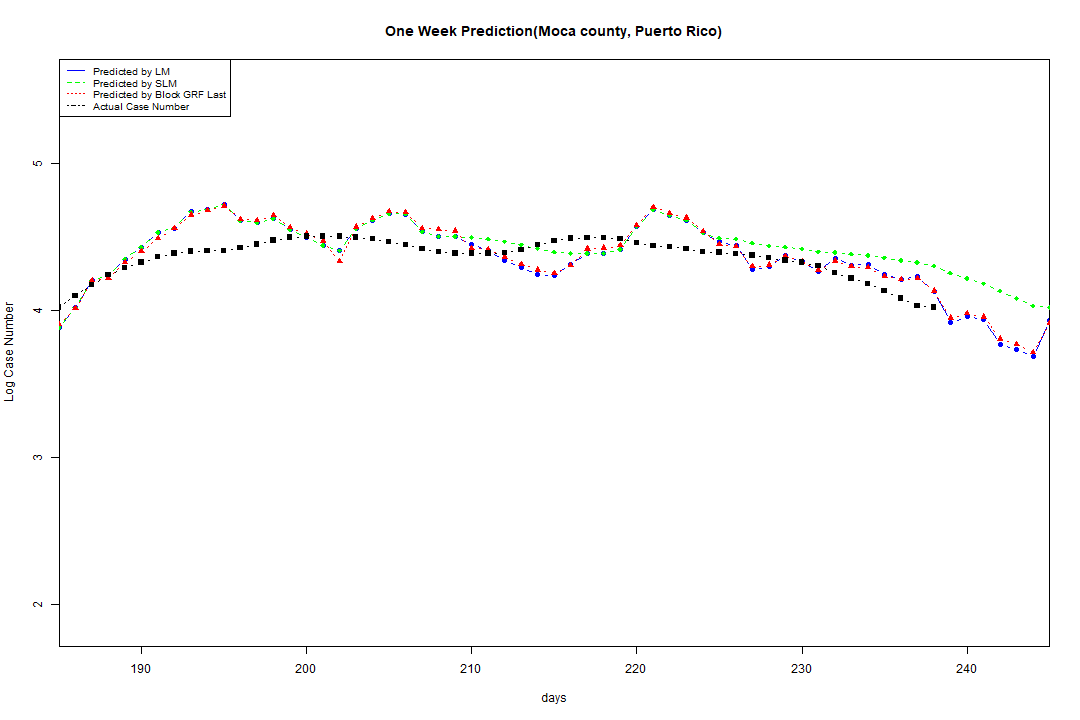 One Week Prediction(Moca county, Puerto Rico)
Predicted by LM
Predicted by SLM
Predicted by Block GRF Last
Actual Case Number
5
4
3
2
Log Case Number
190 200 210 220 230 240
days